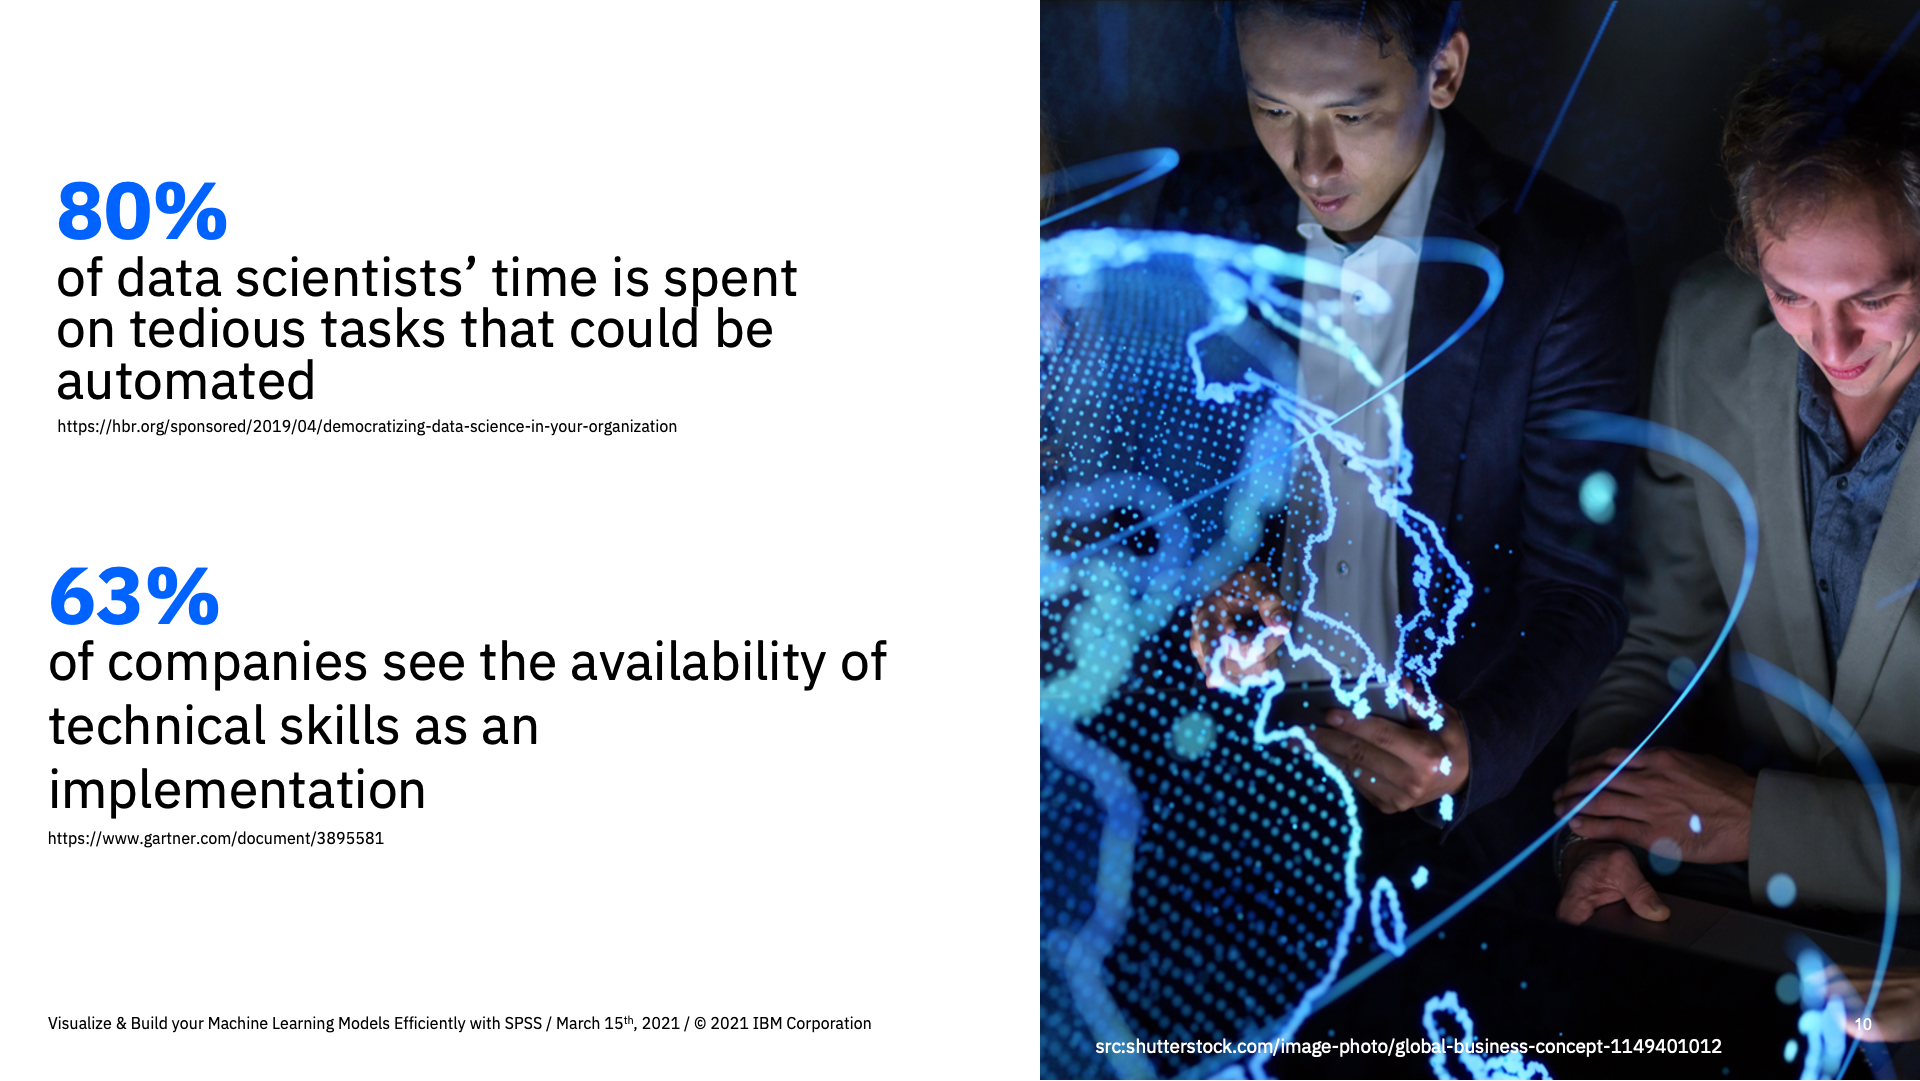 80%
of data scientists’ time is spent
on tedious tasks that could be
automated
https://hbr.org/sponsored/2019/04/democratizing-data-science-in-your-organization
63%
of companies see the availability of
technical skills as an
implementation
https://www.gartner.com/document/3895581
Visualize & Build your Machine Learning Models Efficiently with SPSS / March 15th, 2021 / © 2021 IBM Corporation
10
src:shutterstock.com/image-photo/global-business-concept-1149401012